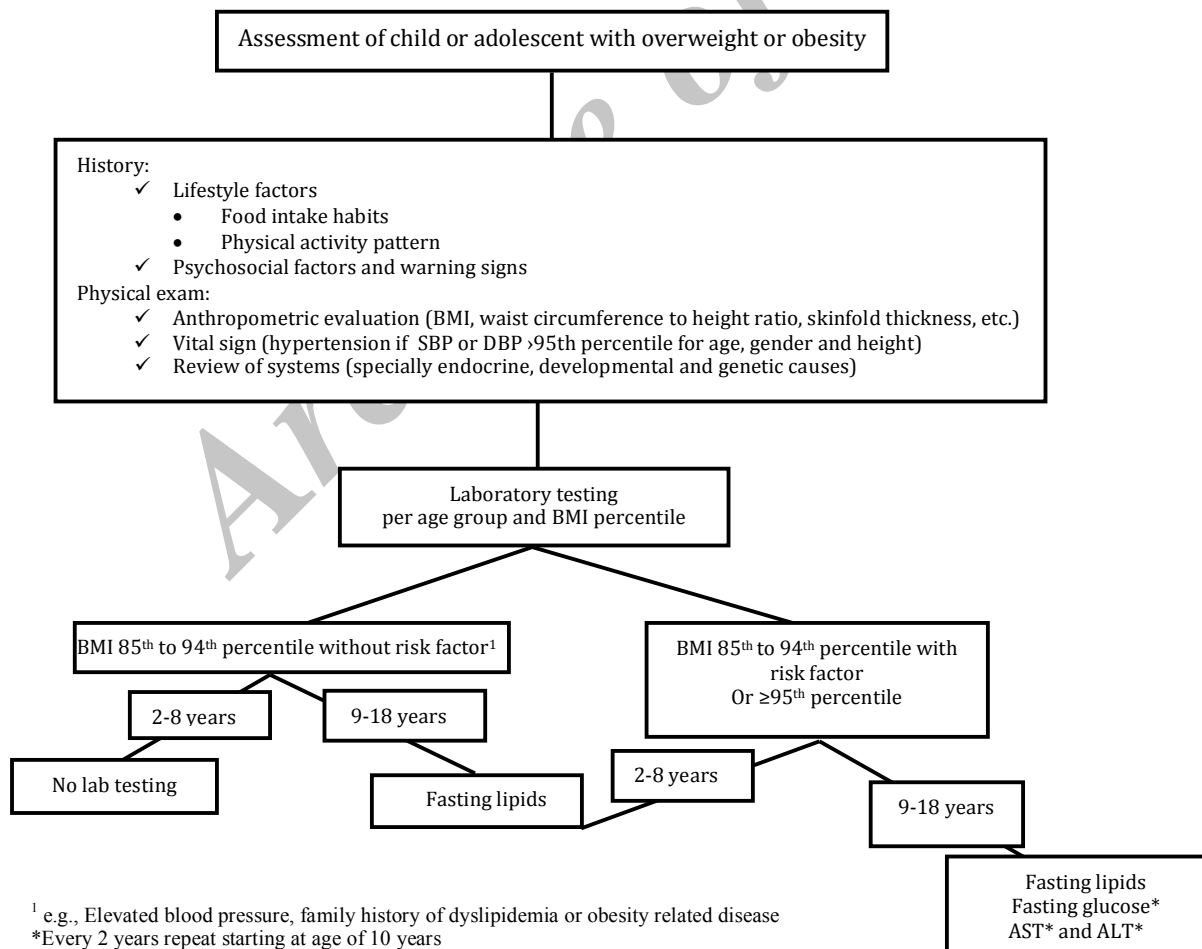 Assessment of child or adolescent with overweight or obesity
History:
✓ Lifestyle factors
• Food intake habits
• Physical activity pattern
✓ Psychosocial factors and warning signs
Physical exam:
✓ Anthropometric evaluation (BMI, waist circumference to height ratio, skinfold thickness, etc.)
✓ Vital sign (hypertension if SBP or DBP ›95th percentile for age, gender and height)
✓ Review of systems (specially endocrine, developmental and genetic causes)
Laboratory testing
per age group and BMI percentile
BMI 85th to 94th percentile without risk factor1
2-8 years
9-18 years
No lab testing
Fasting lipids
BMI 85th to 94th percentile with
risk factor
Or ≥95th percentile
2-8 years
9-18 years
Fasting lipids
Fasting glucose*
AST* and ALT*
1 e.g., Elevated blood pressure, family history of dyslipidemia or obesity related disease
*Every 2 years repeat starting at age of 10 years